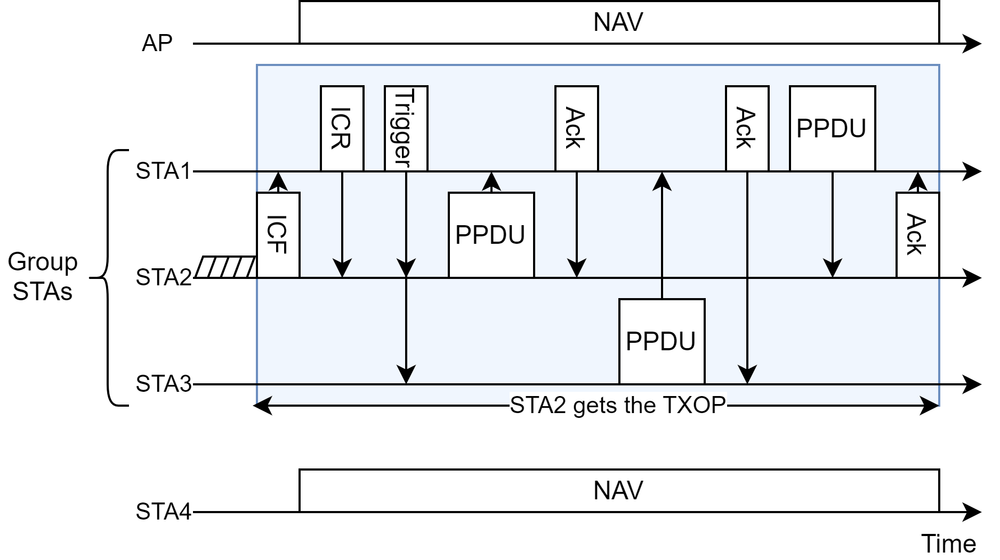 NAV
AP
ICR
Trigger
Ack
Ack
PPDU
STA1
ICF
PPDU
Ack
Group
STAs
STA2
PPDU
STA3
STA2 gets the TXOP
NAV
STA4
Time